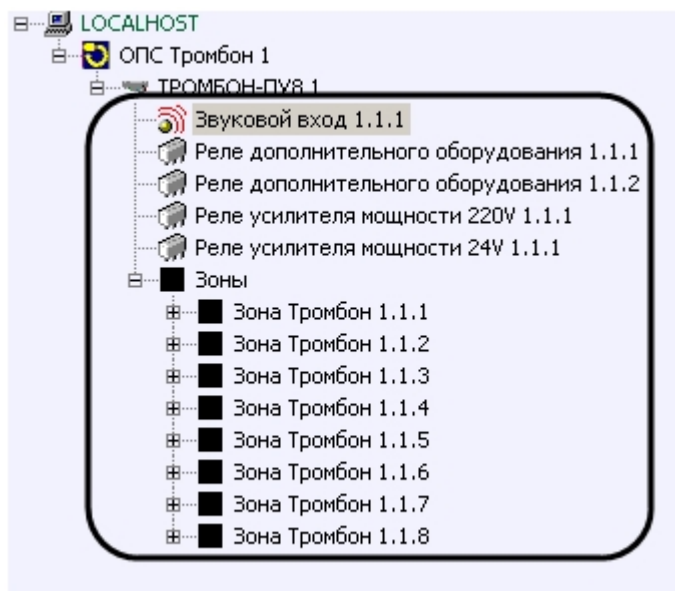 LOCALHOST
ОПС Тромбон 1
ТРОМБОН-ПУ8 1
Звуковой вход 1.1.1
Реле дополнительного оборудования 1.1.1
Реле дополнительного оборудования 1.1.2
Реле усилителя мощности 220V 1.1.1
Реле усилителя мощности 24V 1.1.1
Зоны
Зона Тромбон 1.1.1
Зона Тромбон 1.1.2
Зона Тромбон 1.1.3
Зона Тромбон 1.1.4
Зона Тромбон 1.1.5
Зона Тромбон 1.1.6
Зона Тромбон 1.1.7
Зона Тромбон 1.1.8